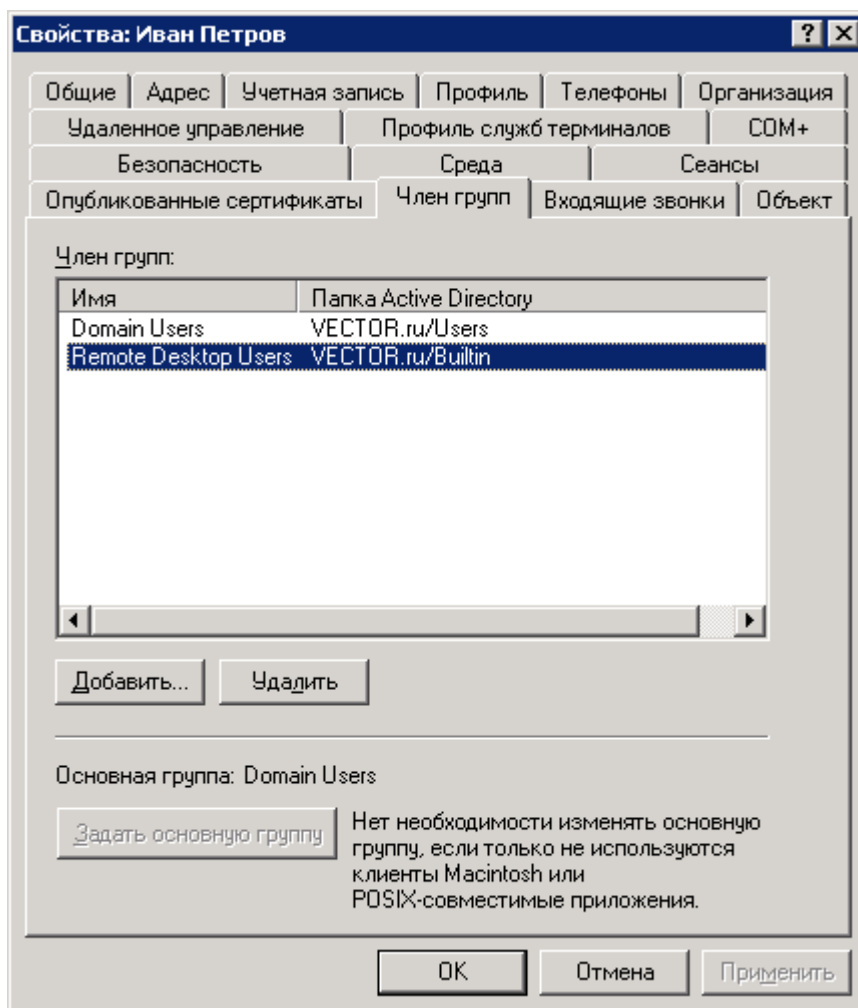 Свойства: Иван Петров
Общие Адрес Учетная запись Профиль Телефоны Организация
Удаленное управление Профиль служб терминалов COM+
Безопасность Среда Сеансы
Опубликованные сертификаты Член групп Входящие звонки Объект
Член групп:
Имя Папка Active Directory
Domain Users VECTOR.ru/Users
Remote Desktop Users VECTOR.ru/Builtin
Добавить... Удалить
Основная группа: Domain Users
Задать основную группу
Нет необходимости изменять основную
группу, если только не используются
клиенты Macintosh или
POSIX-совместимые приложения.
OK Отмена Применить